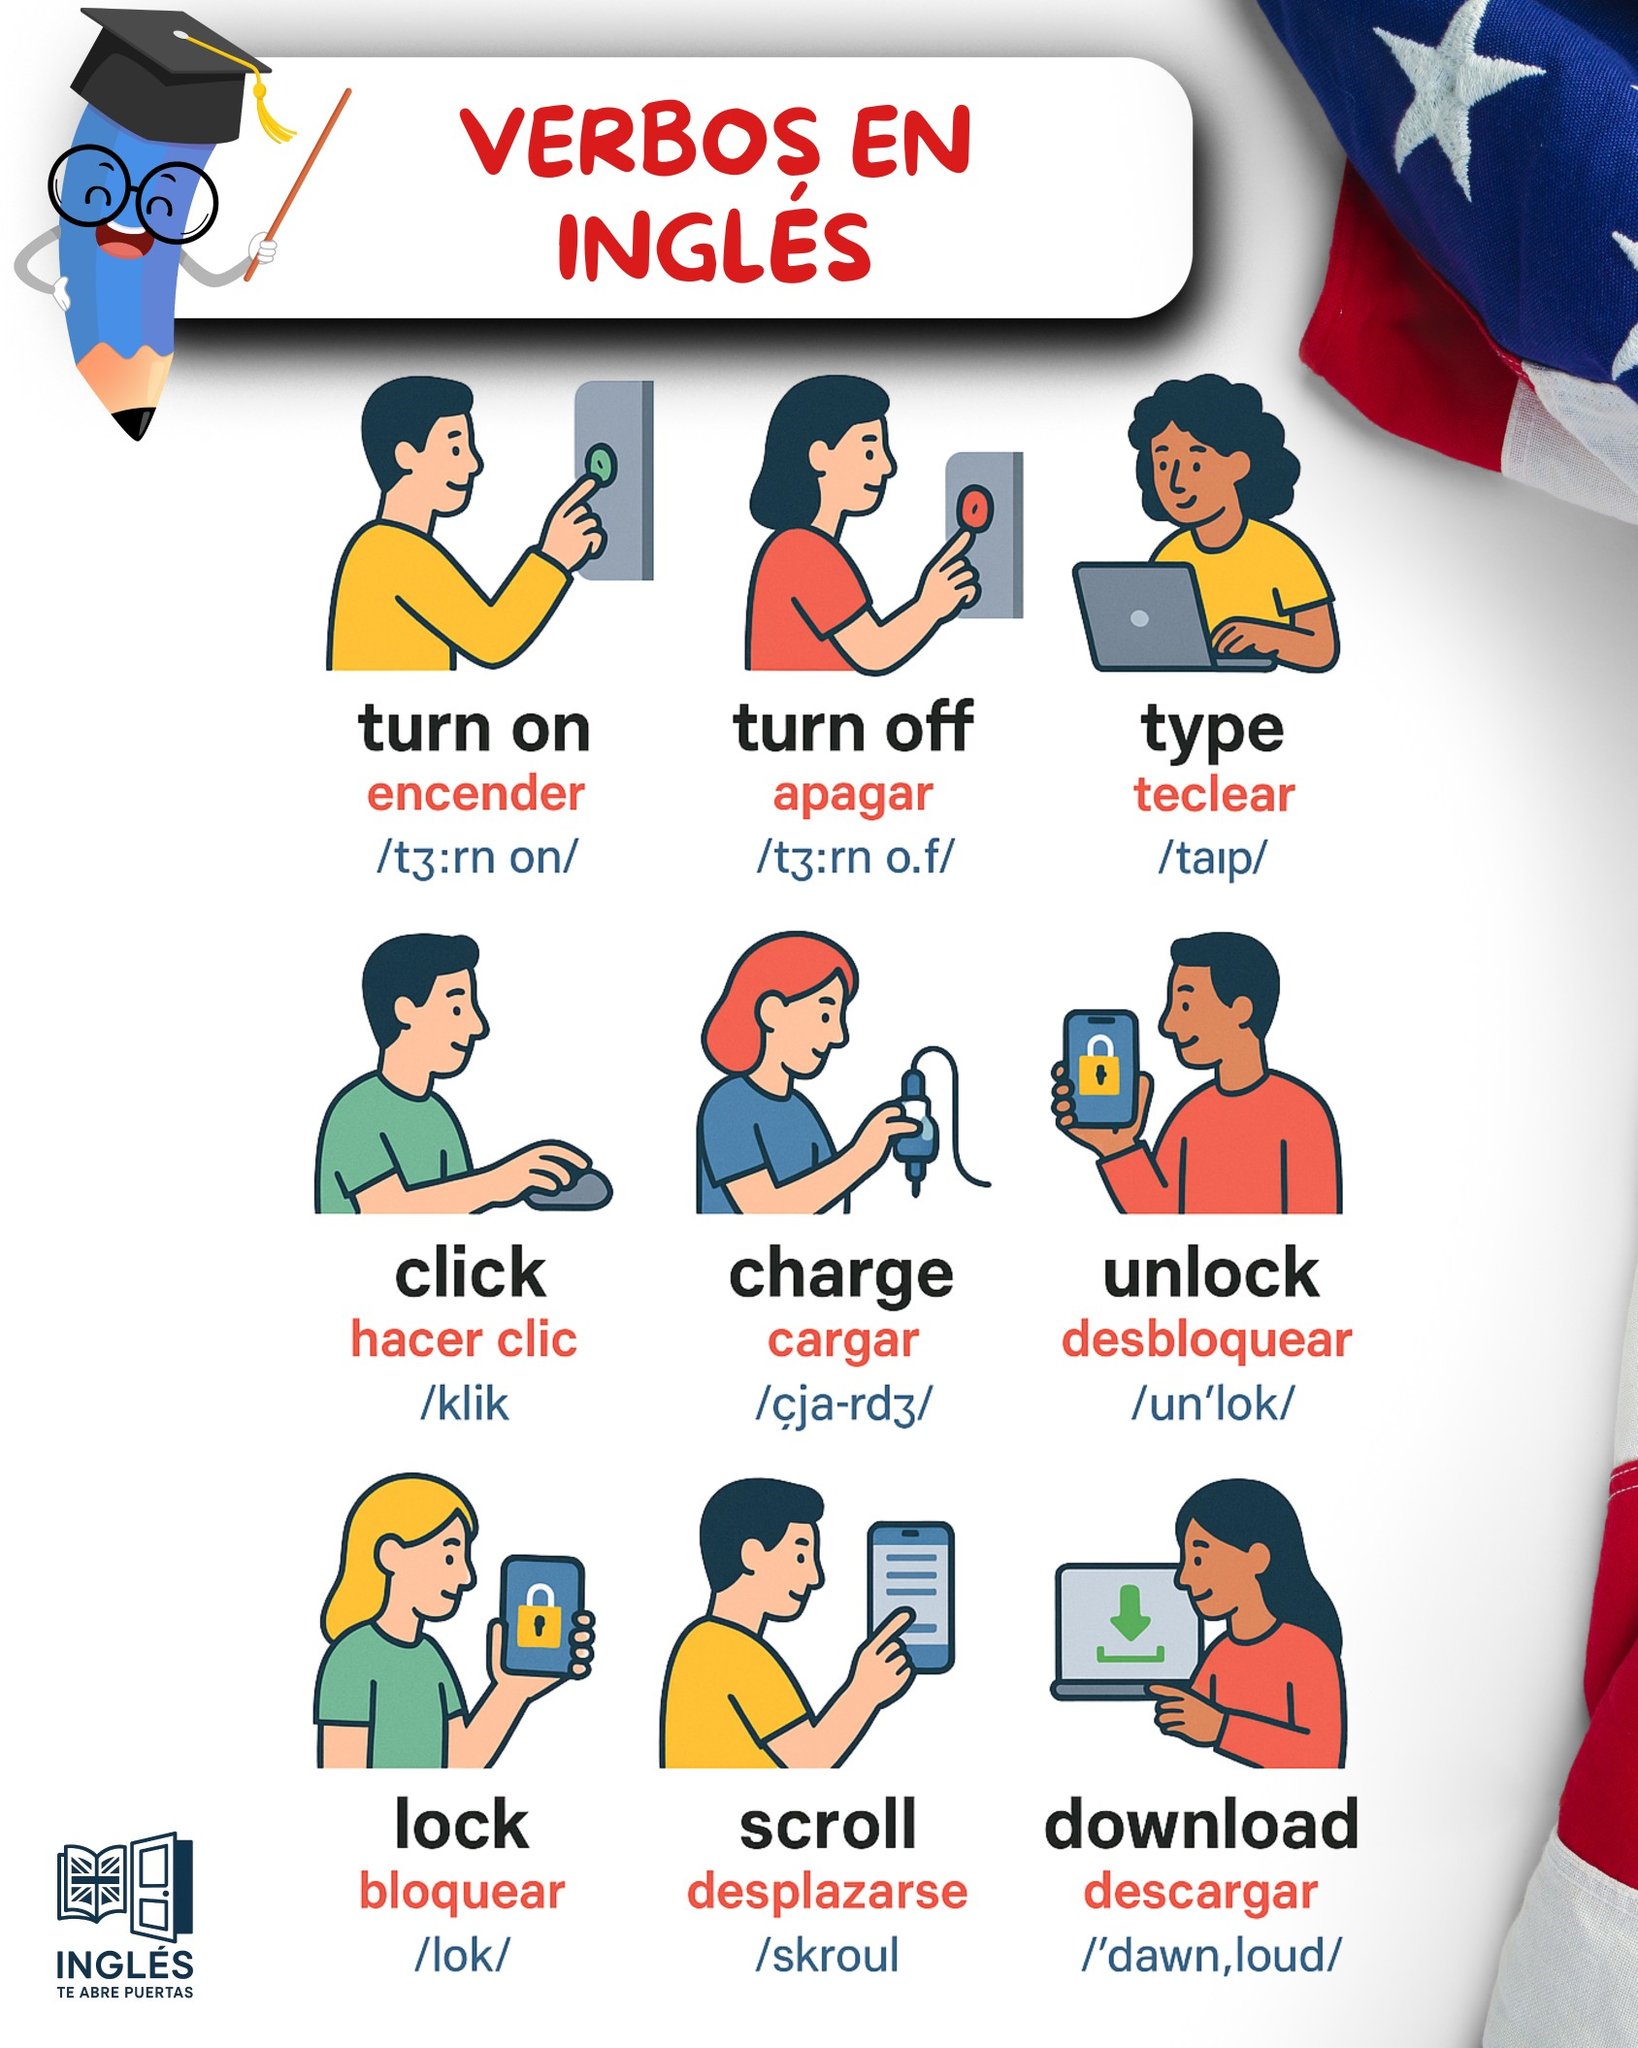 VERBOS EN
INGLÉS
turn on
encender
/tʒ:rn on/
turn off
apagar
/tʒ:rn o.f/
type
teclear
/taıp/
click
hacer clic
/klik
charge
cargar
/çja-rdʒ/
unlock
desbloquear
/un’lok/
lock
bloquear
/lok/
scroll
desplazarse
/skroul
download
descargar
/’dawn,loud/
INGLÉS
TE ABRE PUERTAS